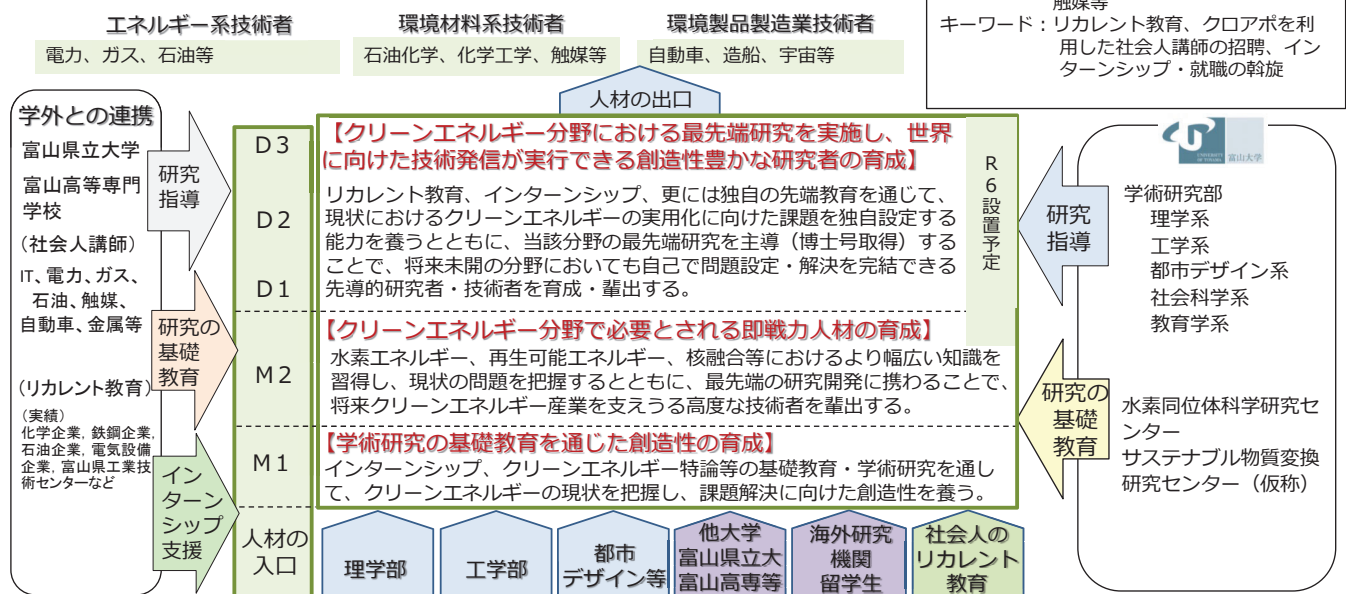 エネルギー系技術者
電力、ガス、石油等
環境材料系技術者
石油化学、化学工学、触媒等
環境製品製造業技術者
自動車、造船、宇宙等
触媒等
キーワード：リカレント教育、クロアポを利
用した社会人講師の招聘、イン
ターンシップ・就職の斡旋
人材の出口
学外との連携
富山県立大学
富山高等専門
学校
（社会人講師）
IT、電力、ガス、
石油、触媒、
自動車、金属等
（リカレント教育）
（実績）
化学企業, 鉄鋼企業,
石油企業, 電気設備
企業, 富山県工業技
術センターなど
研究
指導
研究の
基礎
教育
イン
ターン
シップ
支援
D3
D2
D1
M2
M1
人材の
入口
【クリーンエネルギー分野における最先端研究を実施し、世界
に向けた技術発信が実行できる創造性豊かな研究者の育成】
リカレント教育、インターンシップ、更には独自の先端教育を通じて、
現状におけるクリーンエネルギーの実用化に向けた課題を独自設定する
能力を養うとともに、当該分野の最先端研究を主導（博士号取得）する
ことで、将来未開の分野においても自己で問題設定・解決を完結できる
先導的研究者・技術者を育成・輩出する。
R6設置予定
【クリーンエネルギー分野で必要とされる即戦力人材の育成】
水素エネルギー、再生可能エネルギー、核融合等におけるより幅広い知識を
習得し、現状の問題を把握するとともに、最先端の研究開発に携わることで、
将来クリーンエネルギー産業を支えうる高度な技術者を輩出する。
【学術研究の基礎教育を通じた創造性の育成】
インターンシップ、クリーンエネルギー特論等の基礎教育・学術研究を通し
て、クリーンエネルギーの現状を把握し、課題解決に向けた創造性を養う。
理学部
工学部
都市
デザイン等
他大学
富山県立大
富山高専等
海外研究
機関
留学生
社会人の
リカレント
教育
研究
指導
研究の
基礎
教育
UNIVERSITY
OF TOYAMA
富山大学
学術研究部
理学系
工学系
都市デザイン系
社会科学系
教育学系
水素同位体科学研究セ
ンター
サステナブル物質変換
研究センター（仮称）